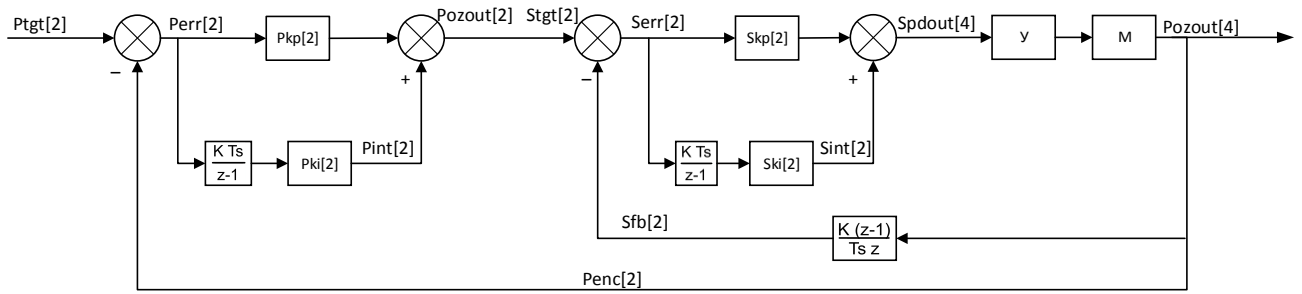 Ptgt[2]
Perr[2]
Pkp[2]
Pozout[2]
Stgt[2]
Serr[2]
Skp[2]
Spdout[4]
У
М
Pozout[4]
–
+
–
+
K Ts
z-1
Pki[2]
Pint[2]
K Ts
z-1
Ski[2]
Sint[2]
Sfb[2]
K (z-1)
Ts z
Penc[2]